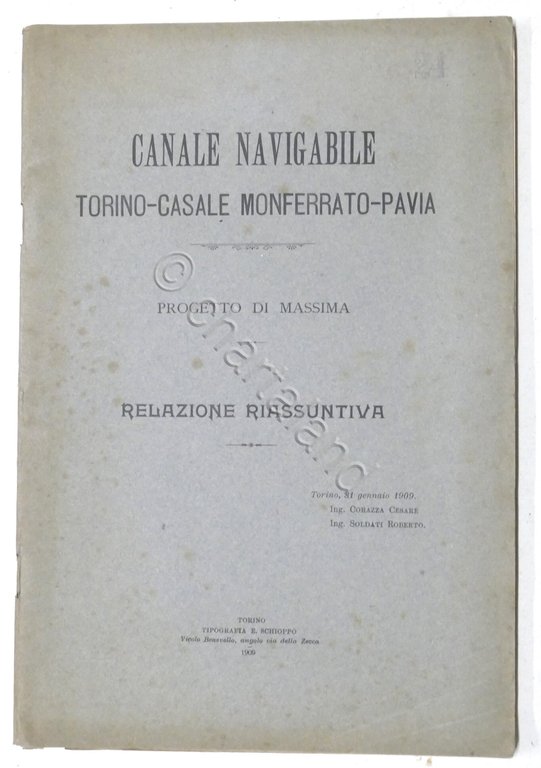 CANALE NAVIGABILE
TORINO-CASALE MONFERRATO-PAVIA
PROGETTO DI MASSIMA
RELAZIONE RIASSUNTIVA
Torino, 31 gennaio 1909.
Ing. CORAZZA CESARE
Ing. SOLDATI ROBERTO.
TORINO
TIPOGRAFIA E. SCHIOPPO
Vicolo Benevello, angolo via della Zecca
1909
© chartaland